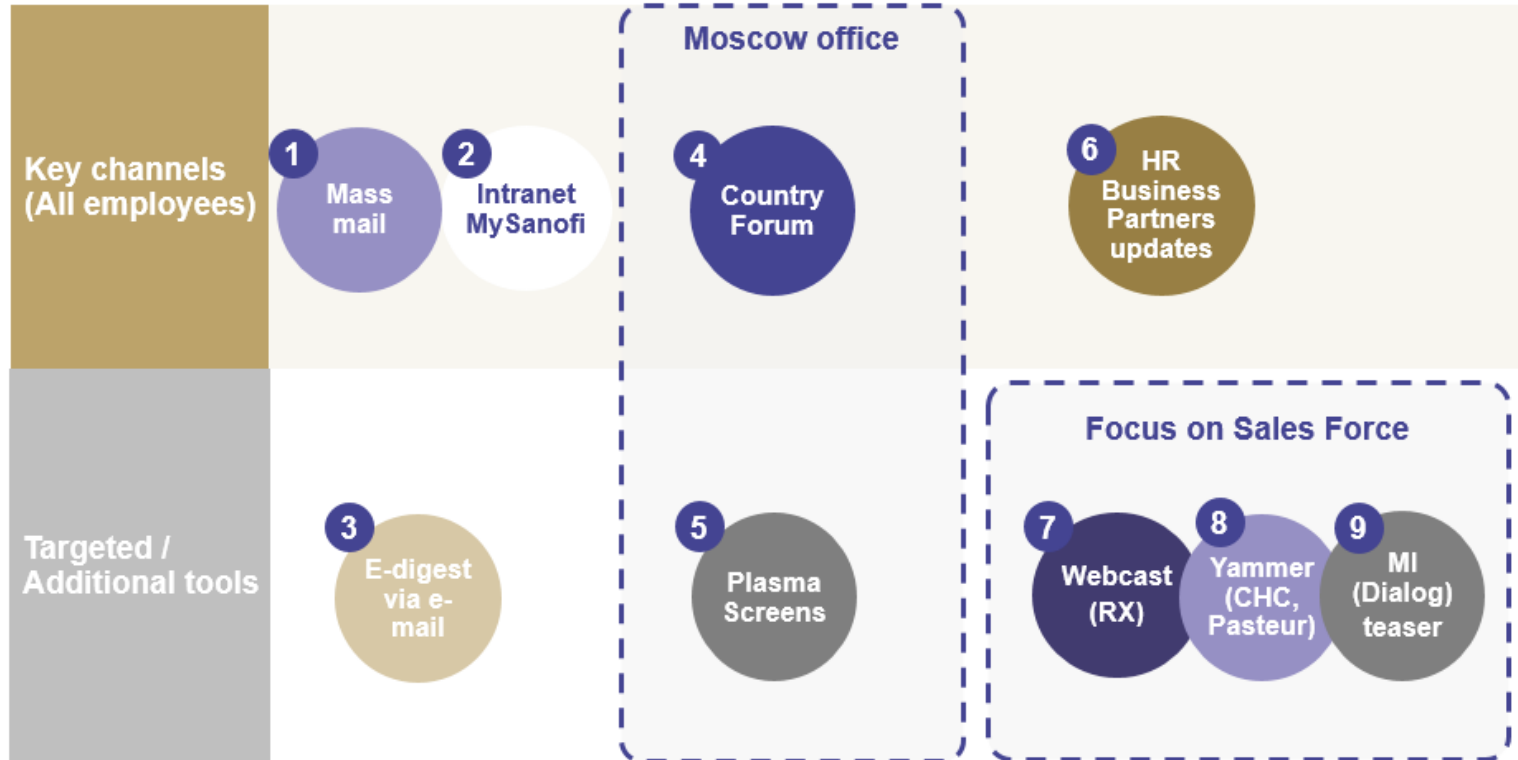 Moscow office
Key channels
(All employees)
1
Mass
mail
2
Intranet
MySanofi
4
Country
Forum
6
HR
Business
Partners
updates
Targeted /
Additional tools
3
E-digest
via e-
mail
5
Plasma
Screens
Focus on Sales Force
7
Webcast
(RX)
8
Yammer
(CHC,
Pasteur)
9
MI
(Dialog)
teaser